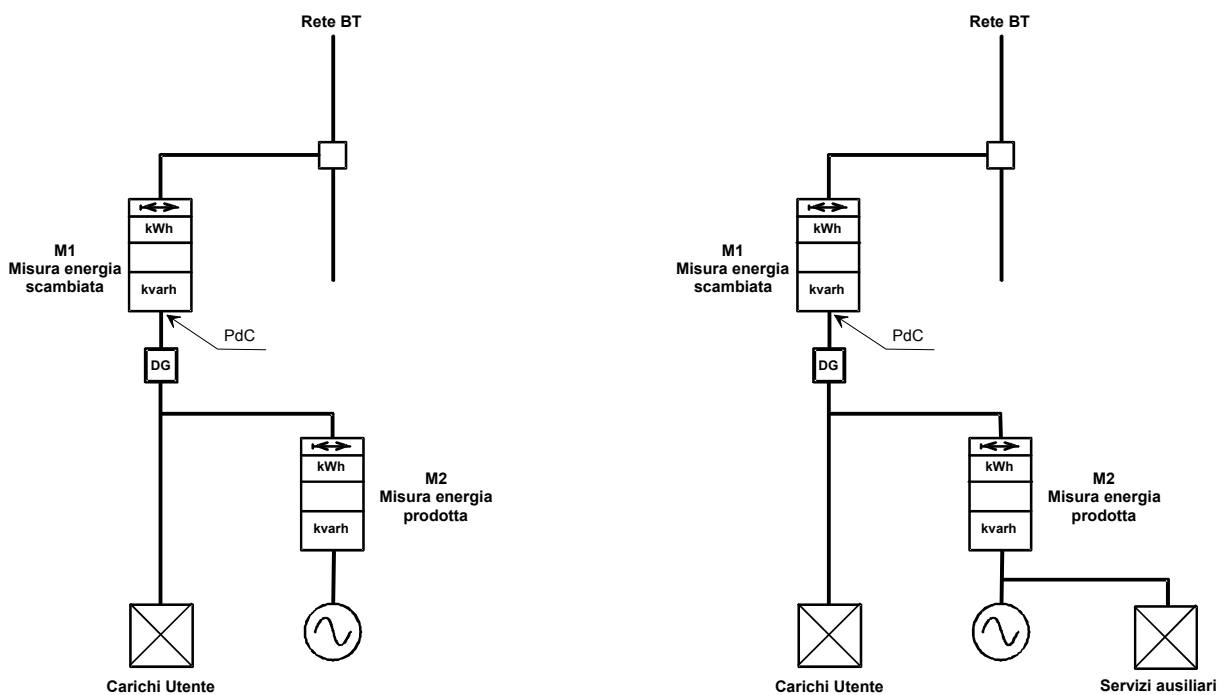 Rete BT
kWh
M1
Misura energia
scambiata
kvarh
PdC
DG
kWh
M2
Misura energia
prodotta
kvarh
Carichi Utente
Rete BT
kWh
M1
Misura energia
scambiata
kvarh
PdC
DG
kWh
M2
Misura energia
prodotta
kvarh
Carichi Utente
Servizi ausiliari